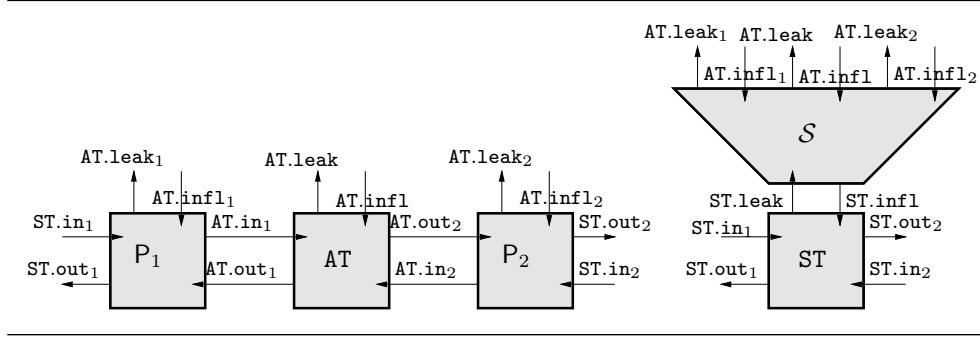 AT.leak₁ AT.leak AT.leak₂
AT.infl₁ AT.infl AT.infl₂
𝒮
AT.leak₁ AT.leak AT.leak₂
AT.infl₁ AT.infl AT.infl₂ ST.leak ST.infl
ST.in₁ AT.in₁ AT.out₂ ST.out₂ ST.in₁ ST.out₂
P₁ AT P₂ ST
ST.out₁ AT.out₁ AT.in₂ ST.in₂ ST.out₁ ST.in₂